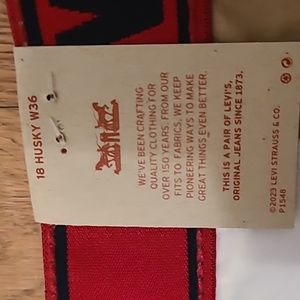 18 HUSKY W36
WE'VE BEEN CRAFTING
QUALITY CLOTHING FOR
OVER 150 YEARS. FROM OUR
FITS TO FABRICS, WE KEEP
PIONEERING WAYS TO MAKE
GREAT THINGS EVEN BETTER.
THIS IS A PAIR OF LEVI'S,
ORIGINAL JEANS SINCE 1873.
©2023 LEVI STRAUSS & CO.
P1548